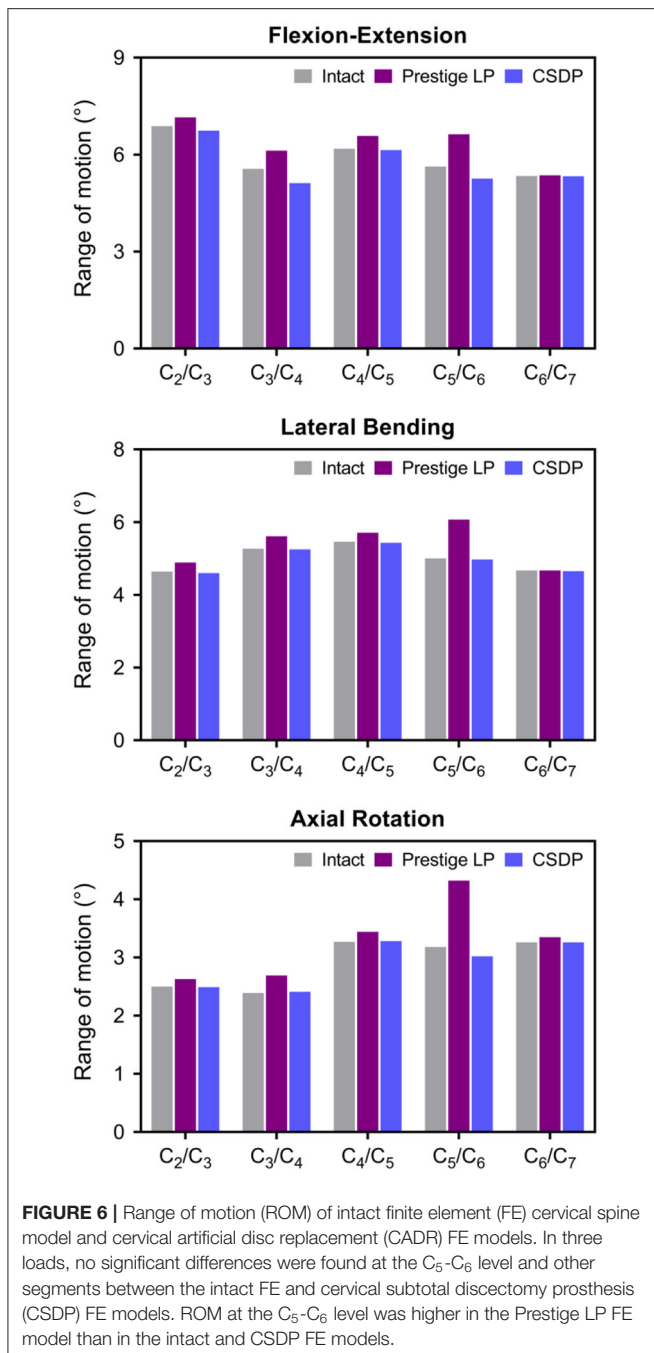 Flexion-Extension
Intact Prestige LP CSDP
Range of motion (°)
9
6
3
0
C₂/C₃ C₃/C₄ C₄/C₅ C₅/C₆ C₆/C₇
Lateral Bending
Intact Prestige LP CSDP
Range of motion (°)
8
6
4
2
0
C₂/C₃ C₃/C₄ C₄/C₅ C₅/C₆ C₆/C₇
Axial Rotation
Intact Prestige LP CSDP
Range of motion (°)
5
4
3
2
1
0
C₂/C₃ C₃/C₄ C₄/C₅ C₅/C₆ C₆/C₇
FIGURE 6 | Range of motion (ROM) of intact finite element (FE) cervical spine
model and cervical artificial disc replacement (CADR) FE models. In three
loads, no significant differences were found at the C₅-C₆ level and other
segments between the intact FE and cervical subtotal discectomy prosthesis
(CSDP) FE models. ROM at the C₅-C₆ level was higher in the Prestige LP FE
model than in the intact and CSDP FE models.